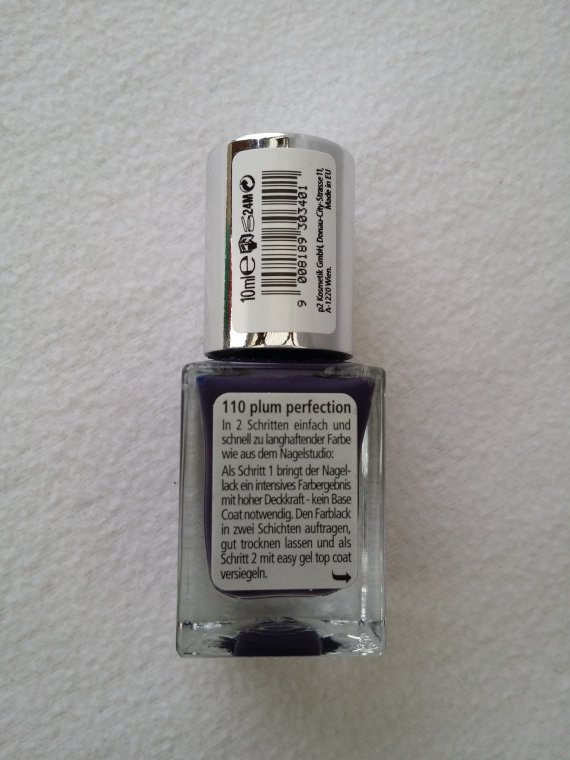 10ml e 24M
9 008189 303401
p2 Kosmetik GmbH, Donau-City-Strasse 11,
A-1220 Wien. Made in EU
110 plum perfection
In 2 Schritten einfach und
schnell zu langhaftender Farbe
wie aus dem Nagelstudio:
Als Schritt 1 bringt der Nagel-
lack ein intensives Farbergebnis
mit hoher Deckkraft - kein Base
Coat notwendig. Den Farblack
in zwei Schichten auftragen,
gut trocknen lassen und als
Schritt 2 mit easy gel top coat
versiegeln.